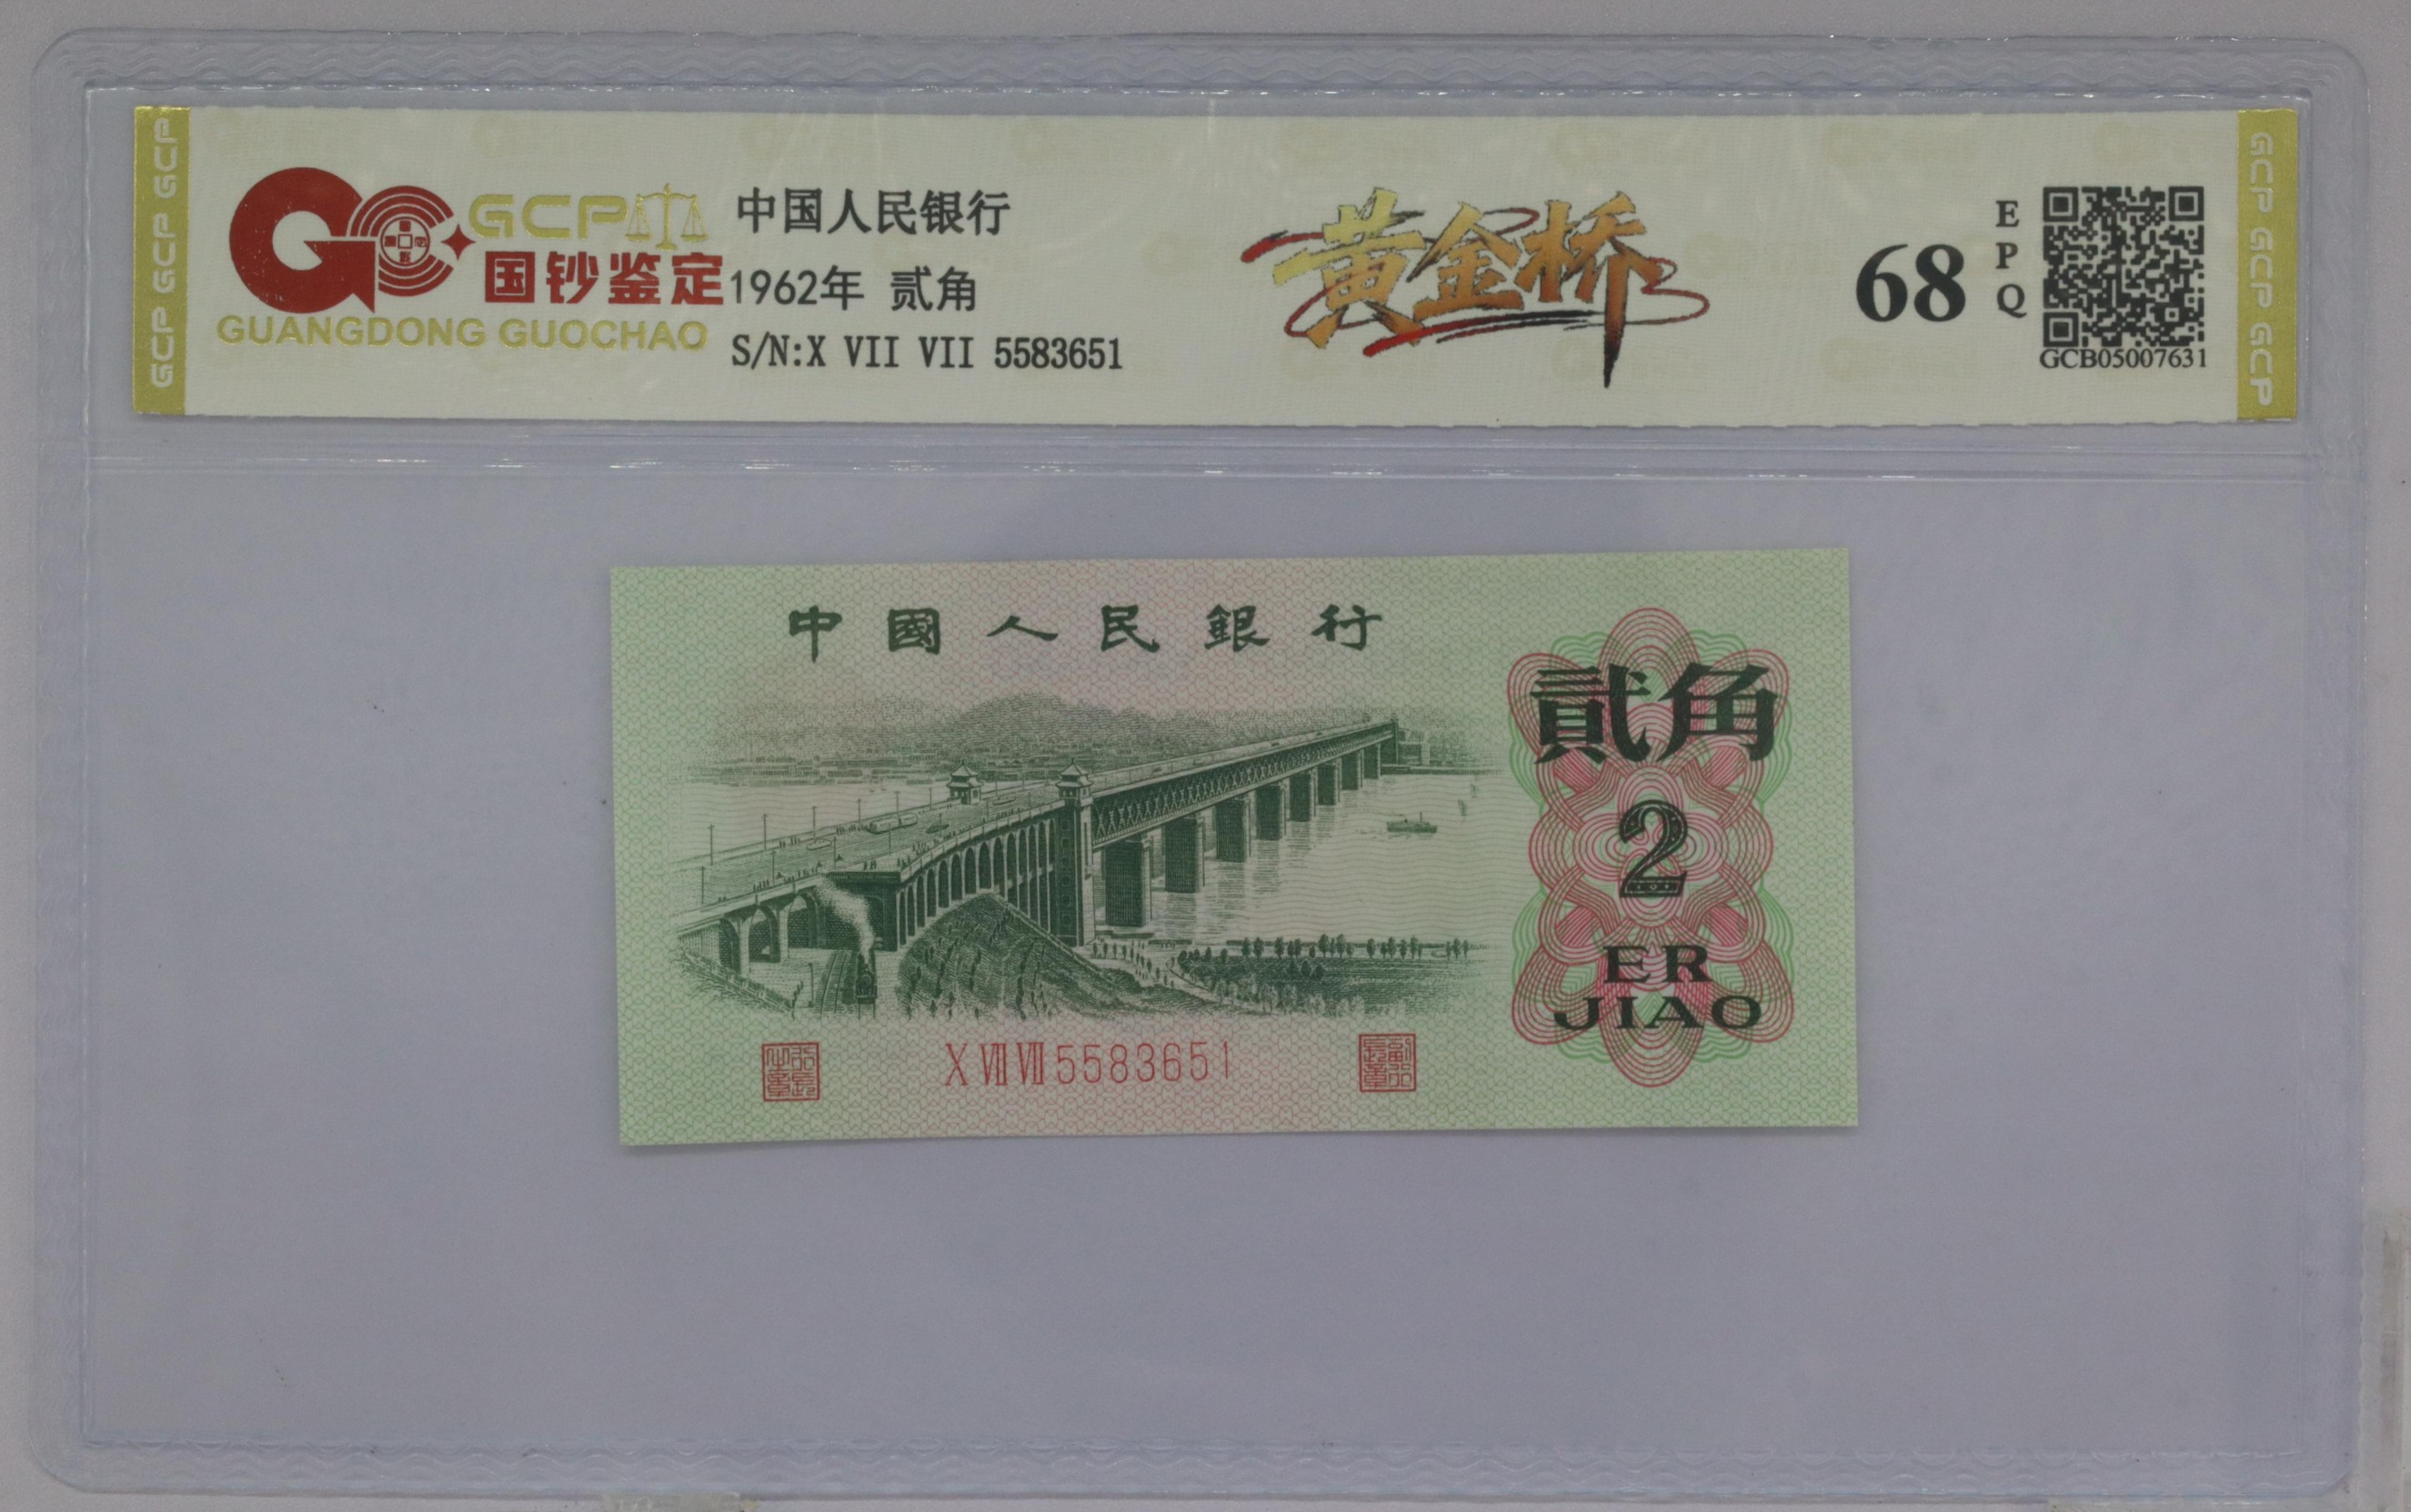 GCP GCP GCP
GCP
国钞鉴定
GUANGDONG GUOCHAO
中国人民银行
1962年 贰角
S/N:X VII VII 5583651
黄金桥
68
EPQ
GCB05007631
GCP GCP GCP
中國人民銀行
貳角
2
ER
JIAO
X VII VII 5583651